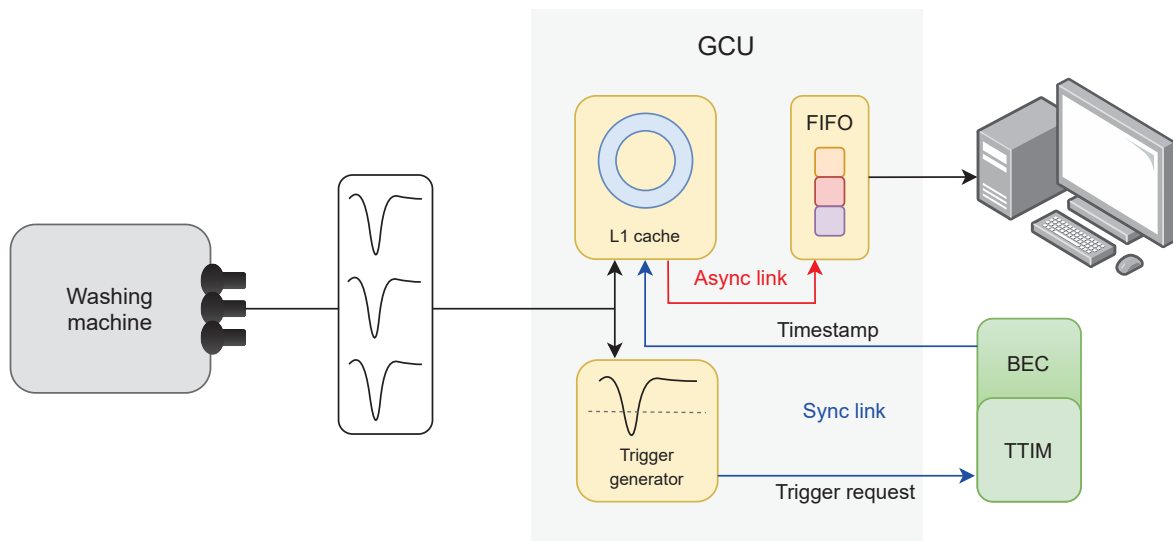 GCU
FIFO
L1 cache
Async link
Washing
machine
Timestamp
BEC
Sync link
TTIM
Trigger
generator
Trigger request